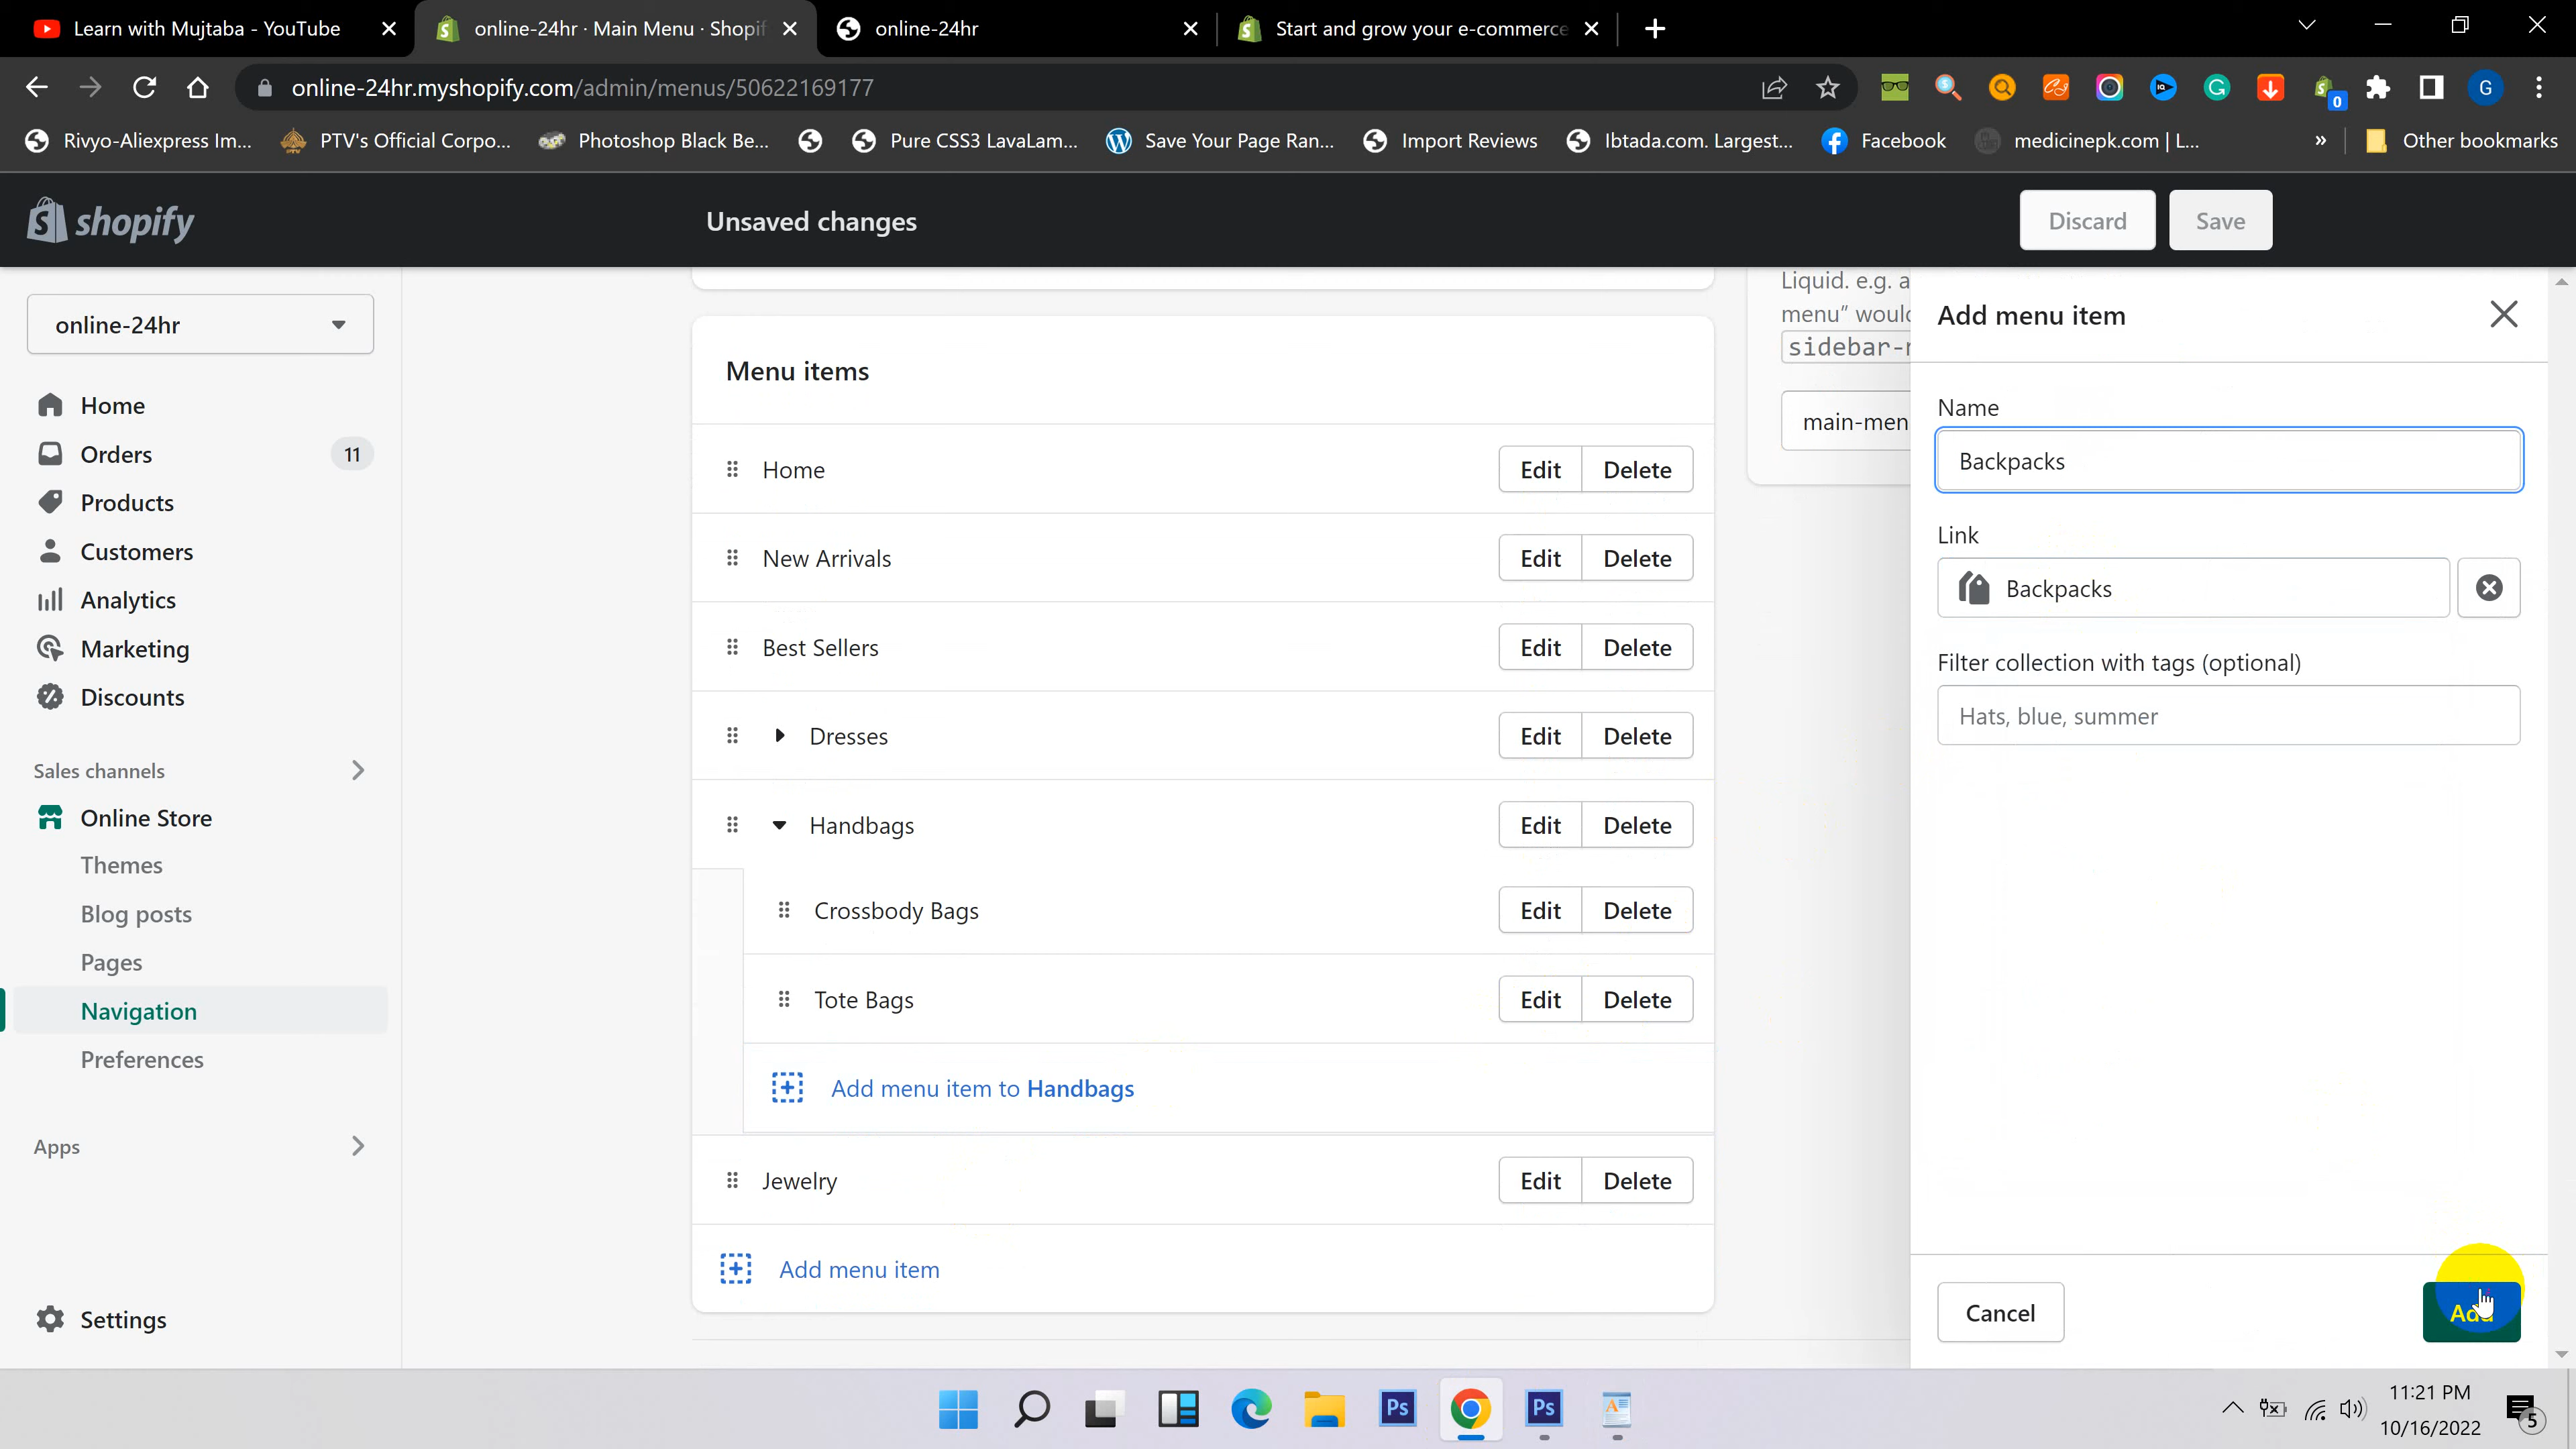 Learn with Mujtaba - YouTube
online-24hr · Main Menu · Shopif
online-24hr
Start and grow your e-commerce
online-24hr.myshopify.com/admin/menus/50622169177
G
0
Rivyo-Aliexpress Im...
PTV's Official Corpo...
Photoshop Black Be...
Pure CSS3 LavaLam...
Save Your Page Ran...
Import Reviews
Ibtada.com. Largest...
Facebook
medicinepk.com | L...
»
Other bookmarks
shopify
Unsaved changes
Discard
Save
online-24hr
Home
Orders
11
Products
Customers
Analytics
Marketing
Discounts
Sales channels
Online Store
Themes
Blog posts
Pages
Navigation
Preferences
Apps
Settings
Menu items
Home
Edit
Delete
New Arrivals
Edit
Delete
Best Sellers
Edit
Delete
Dresses
Edit
Delete
Handbags
Edit
Delete
Crossbody Bags
Edit
Delete
Tote Bags
Edit
Delete
Add menu item to Handbags
Jewelry
Edit
Delete
Add menu item
Liquid. e.g. a
menu” would
sidebar-
main-men
Add menu item
Name
Backpacks
Link
Backpacks
Filter collection with tags (optional)
Hats, blue, summer
Cancel
Add
Ps
Ps
11:21 PM
10/16/2022
5